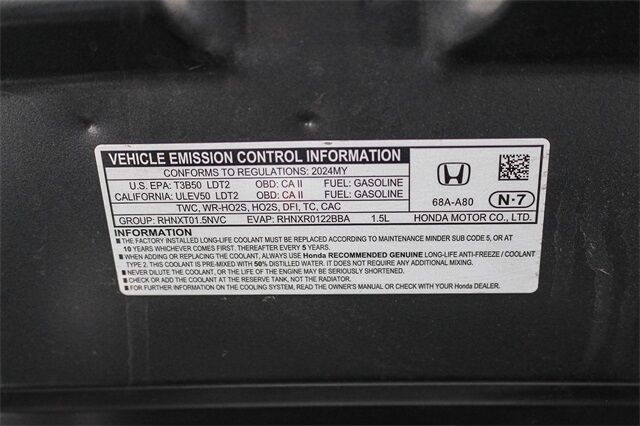 VEHICLE EMISSION CONTROL INFORMATION
CONFORMS TO REGULATIONS: 2024MY
U.S. EPA: T3B50 LDT2 OBD: CA II FUEL: GASOLINE
CALIFORNIA: ULEV50 LDT2 OBD: CA II FUEL: GASOLINE
TWC, WR-HO2S, HO2S, DFI, TC, CAC
68A-A80 N·7
GROUP: RHNXT01.5NVC EVAP: RHNXR0122BBA 1.5L HONDA MOTOR CO., LTD.
INFORMATION
■ THE FACTORY INSTALLED LONG-LIFE COOLANT MUST BE REPLACED ACCORDING TO MAINTENANCE MINDER SUB CODE 5, OR AT
10 YEARS WHICHEVER COMES FIRST. THEREAFTER EVERY 5 YEARS.
■ WHEN ADDING OR REPLACING THE COOLANT, ALWAYS USE Honda RECOMMENDED GENUINE LONG-LIFE ANTI-FREEZE / COOLANT
TYPE 2. THIS COOLANT IS PRE-MIXED WITH 50% DISTILLED WATER. IT DOES NOT REQUIRE ANY ADDITIONAL MIXING.
■ NEVER DILUTE THE COOLANT, OR THE LIFE OF THE ENGINE MAY BE SERIOUSLY SHORTENED.
■ CHECK OR ADD THE COOLANT AT THE RESERVE TANK, NOT THE RADIATOR.
■ FOR FURTHER INFORMATION ON THE COOLING SYSTEM, READ THE OWNER'S MANUAL OR CHECK WITH YOUR Honda DEALER.